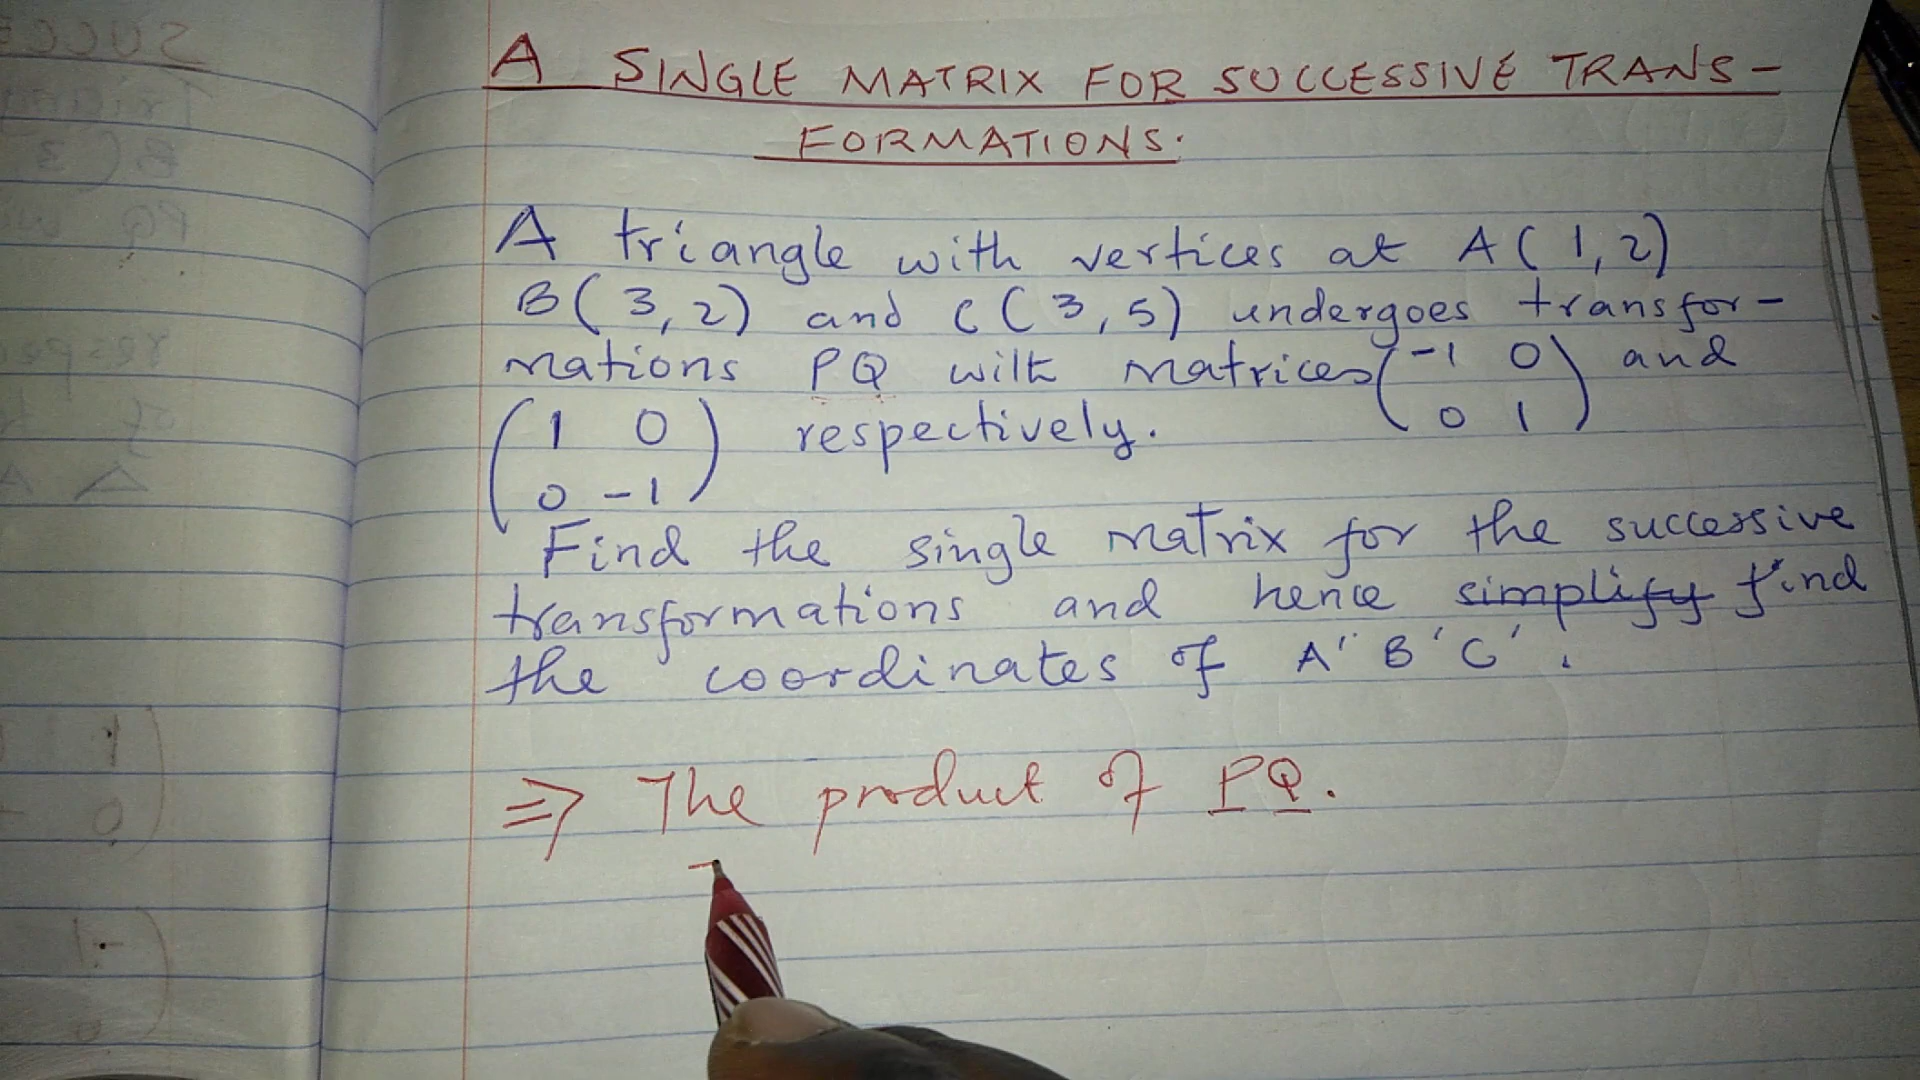 A SINGLE MATRIX FOR SUCCESSIVE TRANS-
FORMATIONS.
A triangle with vertices at A(1,2)
B(3,2) and C(3,5) undergoes transfor-
mations PQ with matrices (-1 0 0 1) and
(1 0 0 -1) respectively.
Find the single matrix for the successive
transformations and hence simplify find
the coordinates of A' B' C'.
⇒ The product of PQ.